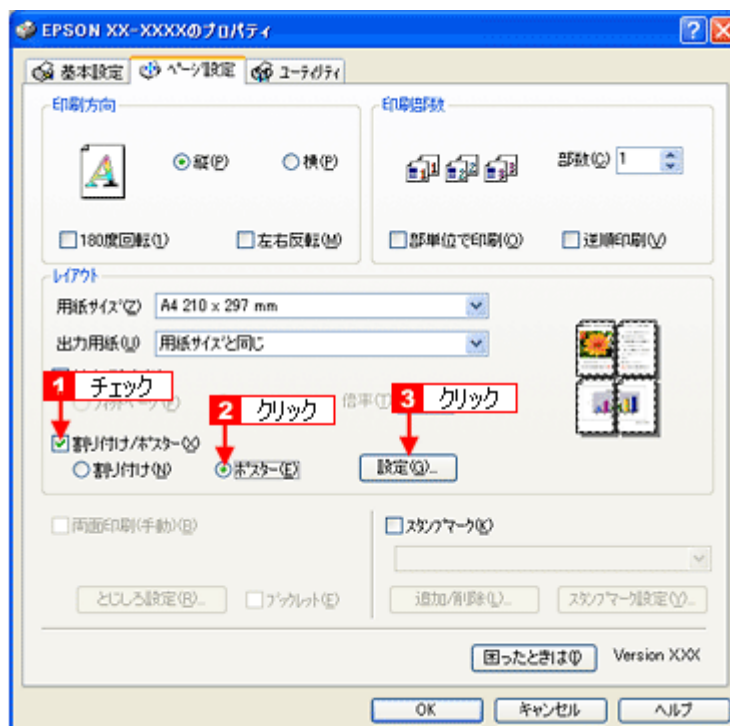 EPSON XX-XXXXのプロパティ
基本設定 ページ設定 ユーティリティ
印刷方向
縦(P) 横(P)
180度回転(1) 左右反転(M)
印刷部数
部数(C) 1
部単位で印刷(O) 逆順印刷(V)
レイアウト
用紙サイズ(Z) A4 210 x 297 mm
出力用紙(U) 用紙サイズと同じ
倍率(T)
1 チェック
2 クリック
3 クリック
割り付け/ポスター(X)
割り付け(N) ポスター(E) 設定(G)...
両面印刷(手動)(B)
とじしろ設定(R)... ブックレット(E)
スタンプマーク(K)
追加/削除(L)... スタンプマーク設定(Y)...
困ったときは(I) Version XXX
OK キャンセル ヘルプ